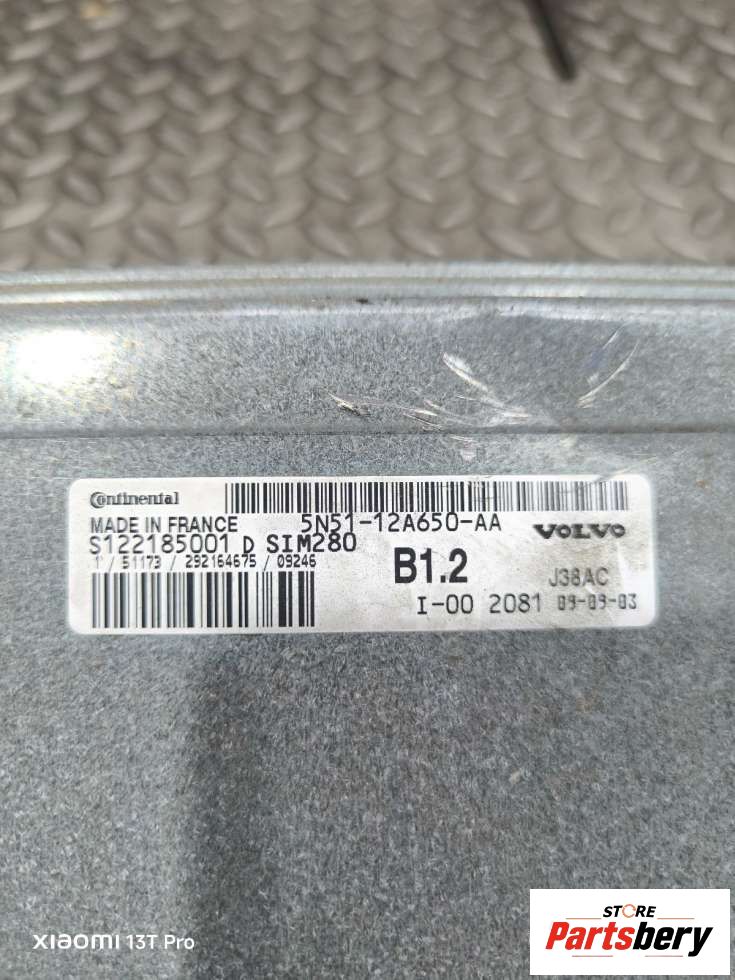 Continental
5N51-12A650-AA
MADE IN FRANCE
VOLVO
S122185001 D SIM280
1" / 51173 / 292164675 / 09246
B1.2
J38AC
I-00 2081 09-09-03
XIAOMI 13T Pro
STORE
Partsbery